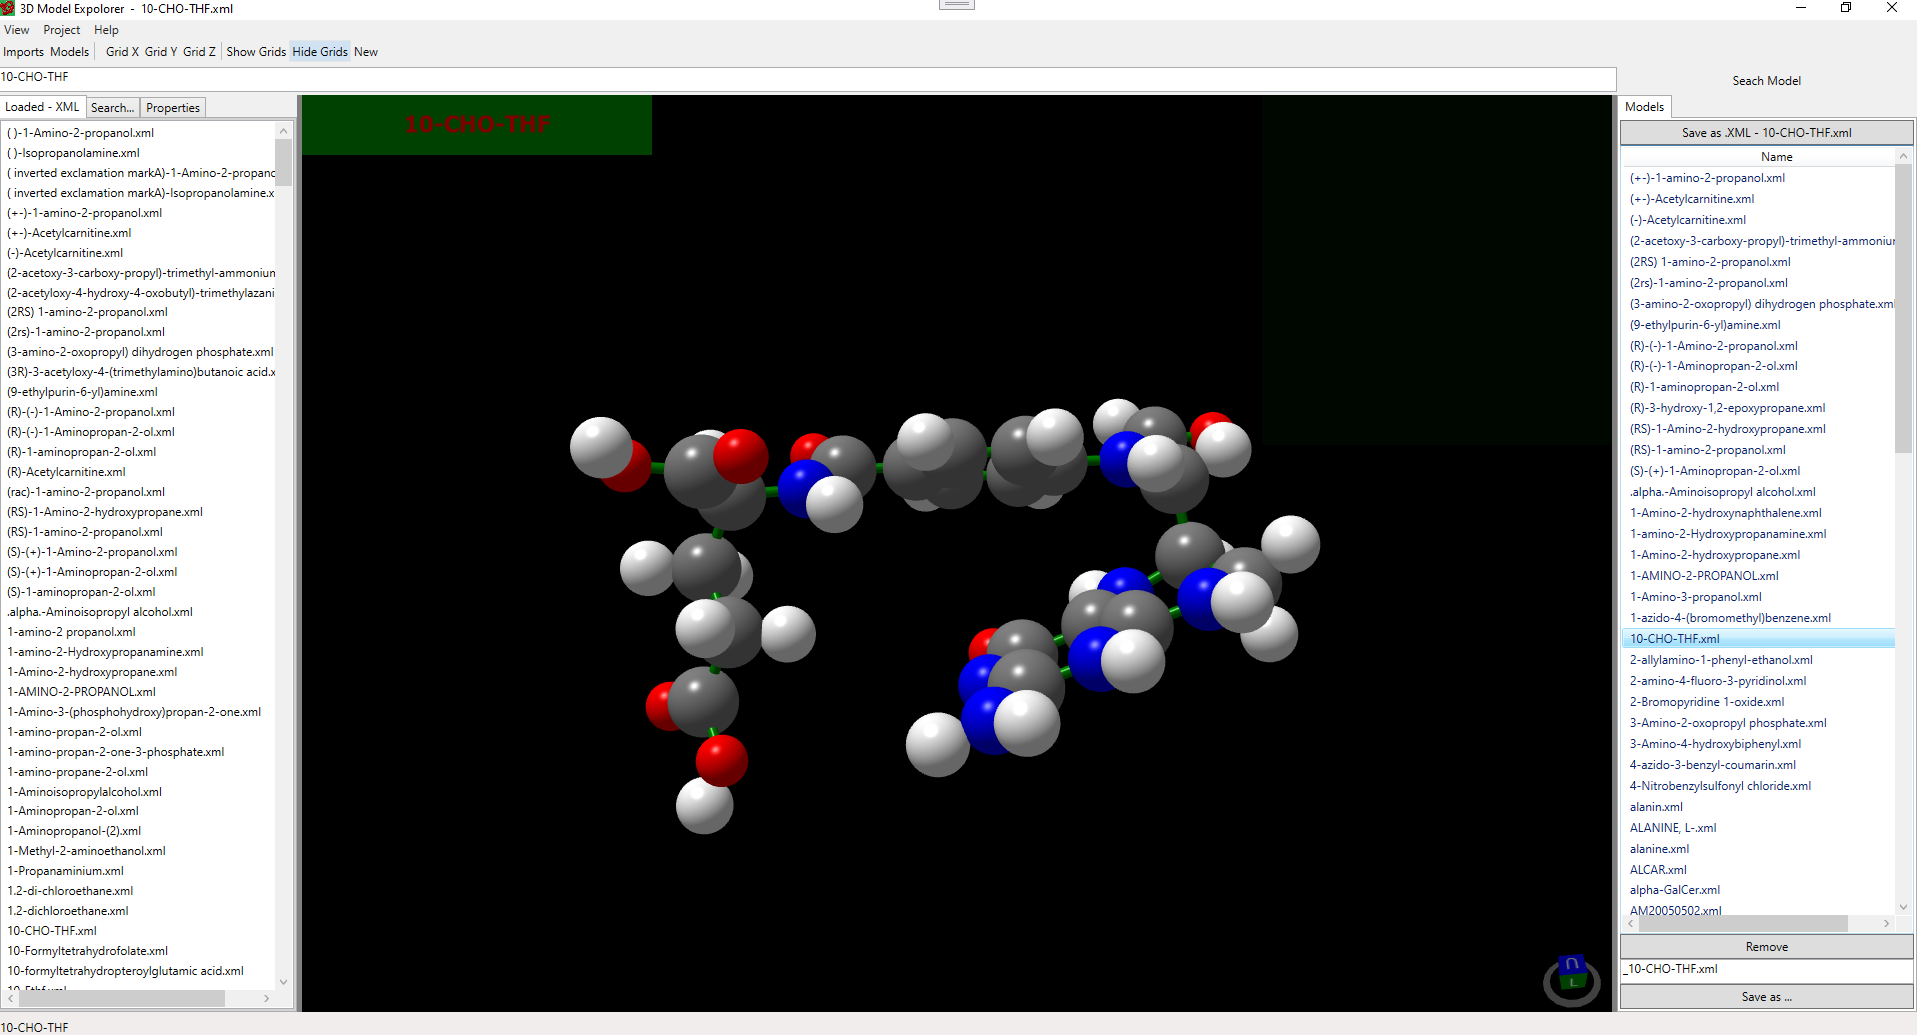 3D Model Expolorer - 10-CHO-THF.xml
View Project Help
Imports Models Grid X Grid Y Grid Z Show Grids Hide Grids New
10-CHO-THF
Seach Model
Loaded - XML Search... Properties
( )-1-Amino-2-propanol.xml
( )-Isopropanolamine.xml
( inverted exclamation markA)-1-Amino-2-propanc
( inverted exclamation markA)-Isopropanolamine.x
(+-)-1-amino-2-propanol.xml
(+-)-Acetylcarnitine.xml
(-)-Acetylcarnitine.xml
(2-acetoxy-3-carboxy-propyl)-trimethyl-ammoniun
(2-acetyloxy-4-hydroxy-4-oxobutyl)-trimethylazani
(2RS) 1-amino-2-propanol.xml
(2rs)-1-amino-2-propanol.xml
(3-amino-2-oxopropyl) dihydrogen phosphate.xml
(3R)-3-acetyloxy-4-(trimethylamino)butanoic acid.x
(9-ethylpurin-6-yl)amine.xml
(R)-(-)-1-Amino-2-propanol.xml
(R)-(-)-1-Aminopropan-2-ol.xml
(R)-1-aminopropan-2-ol.xml
(R)-Acetylcarnitine.xml
(rac)-1-amino-2-propanol.xml
(RS)-1-Amino-2-hydroxypropane.xml
(RS)-1-amino-2-propanol.xml
(S)-(+)-1-Amino-2-propanol.xml
(S)-(+)-1-Aminopropan-2-ol.xml
(S)-1-aminopropan-2-ol.xml
.alpha.-Aminoisopropyl alcohol.xml
1-amino-2 propanol.xml
1-amino-2-Hydroxypropanamine.xml
1-Amino-2-hydroxypropane.xml
1-AMINO-2-PROPANOL.xml
1-Amino-3-(phosphohydroxy)propan-2-one.xml
1-amino-propan-2-ol.xml
1-amino-propan-2-one-3-phosphate.xml
1-amino-propane-2-ol.xml
1-Aminoisopropylalcohol.xml
1-Aminopropan-2-ol.xml
1-Aminopropanol-(2).xml
1-Methyl-2-aminoethanol.xml
1-Propanaminium.xml
1.2-di-chloroethane.xml
1.2-dichloroethane.xml
10-CHO-THF.xml
10-Formyltetrahydrofolate.xml
10-formyltetrahydropteroylglutamic acid.xml
10-CHO-THF
Models
Save as .XML - 10-CHO-THF.xml
Name
(+-)-1-amino-2-propanol.xml
(+-)-Acetylcarnitine.xml
(-)-Acetylcarnitine.xml
(2-acetoxy-3-carboxy-propyl)-trimethyl-ammoniur
(2RS) 1-amino-2-propanol.xml
(2rs)-1-amino-2-propanol.xml
(3-amino-2-oxopropyl) dihydrogen phosphate.xml
(9-ethylpurin-6-yl)amine.xml
(R)-(-)-1-Amino-2-propanol.xml
(R)-(-)-1-Aminopropan-2-ol.xml
(R)-1-aminopropan-2-ol.xml
(R)-3-hydroxy-1,2-epoxypropane.xml
(RS)-1-Amino-2-hydroxypropane.xml
(RS)-1-amino-2-propanol.xml
(S)-(+)-1-Aminopropan-2-ol.xml
.alpha.-Aminoisopropyl alcohol.xml
1-Amino-2-hydroxynaphthalene.xml
1-amino-2-Hydroxypropanamine.xml
1-Amino-2-hydroxypropane.xml
1-AMINO-2-PROPANOL.xml
1-Amino-3-propanol.xml
1-azido-4-(bromomethyl)benzene.xml
10-CHO-THF.xml
2-allylamino-1-phenyl-ethanol.xml
2-amino-4-fluoro-3-pyridinol.xml
2-Bromopyridine 1-oxide.xml
3-Amino-2-oxopropyl phosphate.xml
3-Amino-4-hydroxybiphenyl.xml
4-azido-3-benzyl-coumarin.xml
4-Nitrobenzylsulfonyl chloride.xml
alanin.xml
ALANINE, L-.xml
alanine.xml
ALCAR.xml
alpha-GalCer.xml
AM20050502.xml
Remove
_10-CHO-THF.xml
Save as ...
U
L
10-CHO-THF